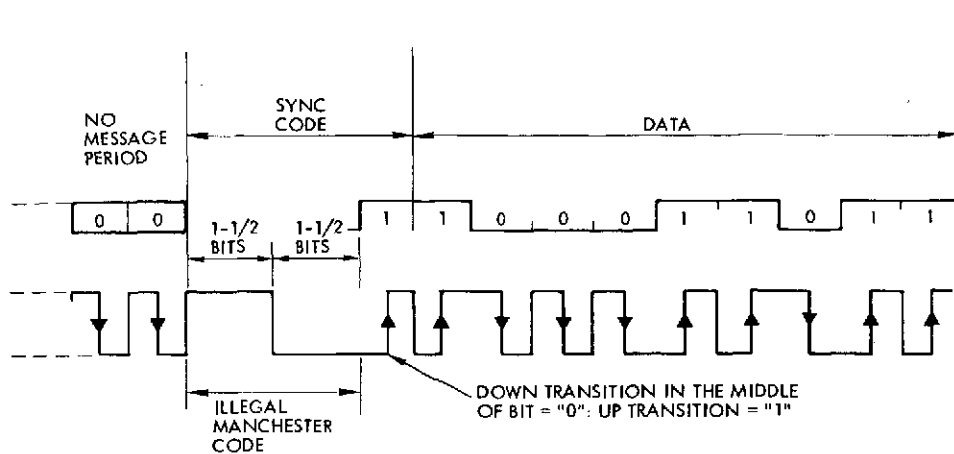 SYNC
CODE
NO
MESSAGE
PERIOD
DATA
0 0 1 1 0 0 0 1 1 0 1 1
1-1/2
BITS
1-1/2
BITS
DOWN TRANSITION IN THE MIDDLE
OF BIT = "0": UP TRANSITION = "1"
ILLEGAL
MANCHESTER
CODE